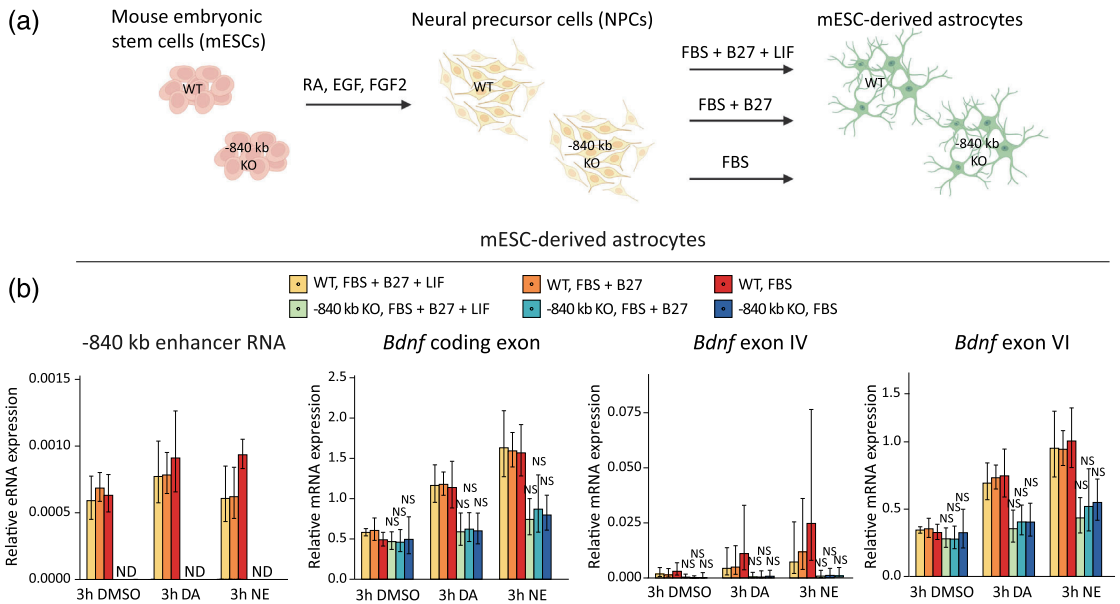 (a)
Mouse embryonic
stem cells (mESCs)
Neural precursor cells (NPCs)
mESC-derived astrocytes
WT
-840 kb
KO
RA, EGF, FGF2
WT
-840 kb
KO
FBS + B27 + LIF
FBS + B27
FBS
WT
-840 kb
KO
mESC-derived astrocytes
(b)
WT, FBS + B27 + LIF
WT, FBS + B27
WT, FBS
-840 kb KO, FBS + B27 + LIF
-840 kb KO, FBS + B27
-840 kb KO, FBS
-840 kb enhancer RNA
Relative eRNA expression
0.0015
0.0010
0.0005
0.0000
ND
ND
ND
3h DMSO
3h DA
3h NE
Bdnf coding exon
Relative mRNA expression
2.5
2.0
1.5
1.0
0.5
0.0
NS
NS
NS
NS
NS
NS
NS
NS
NS
3h DMSO
3h DA
3h NE
Bdnf exon IV
Relative mRNA expression
0.075
0.050
0.025
0.000
NS
NS
NS
NS
NS
NS
NS
NS
NS
3h DMSO
3h DA
3h NE
Bdnf exon VI
Relative mRNA expression
1.5
1.0
0.5
0.0
NS
NS
NS
NS
NS
NS
NS
NS
NS
3h DMSO
3h DA
3h NE